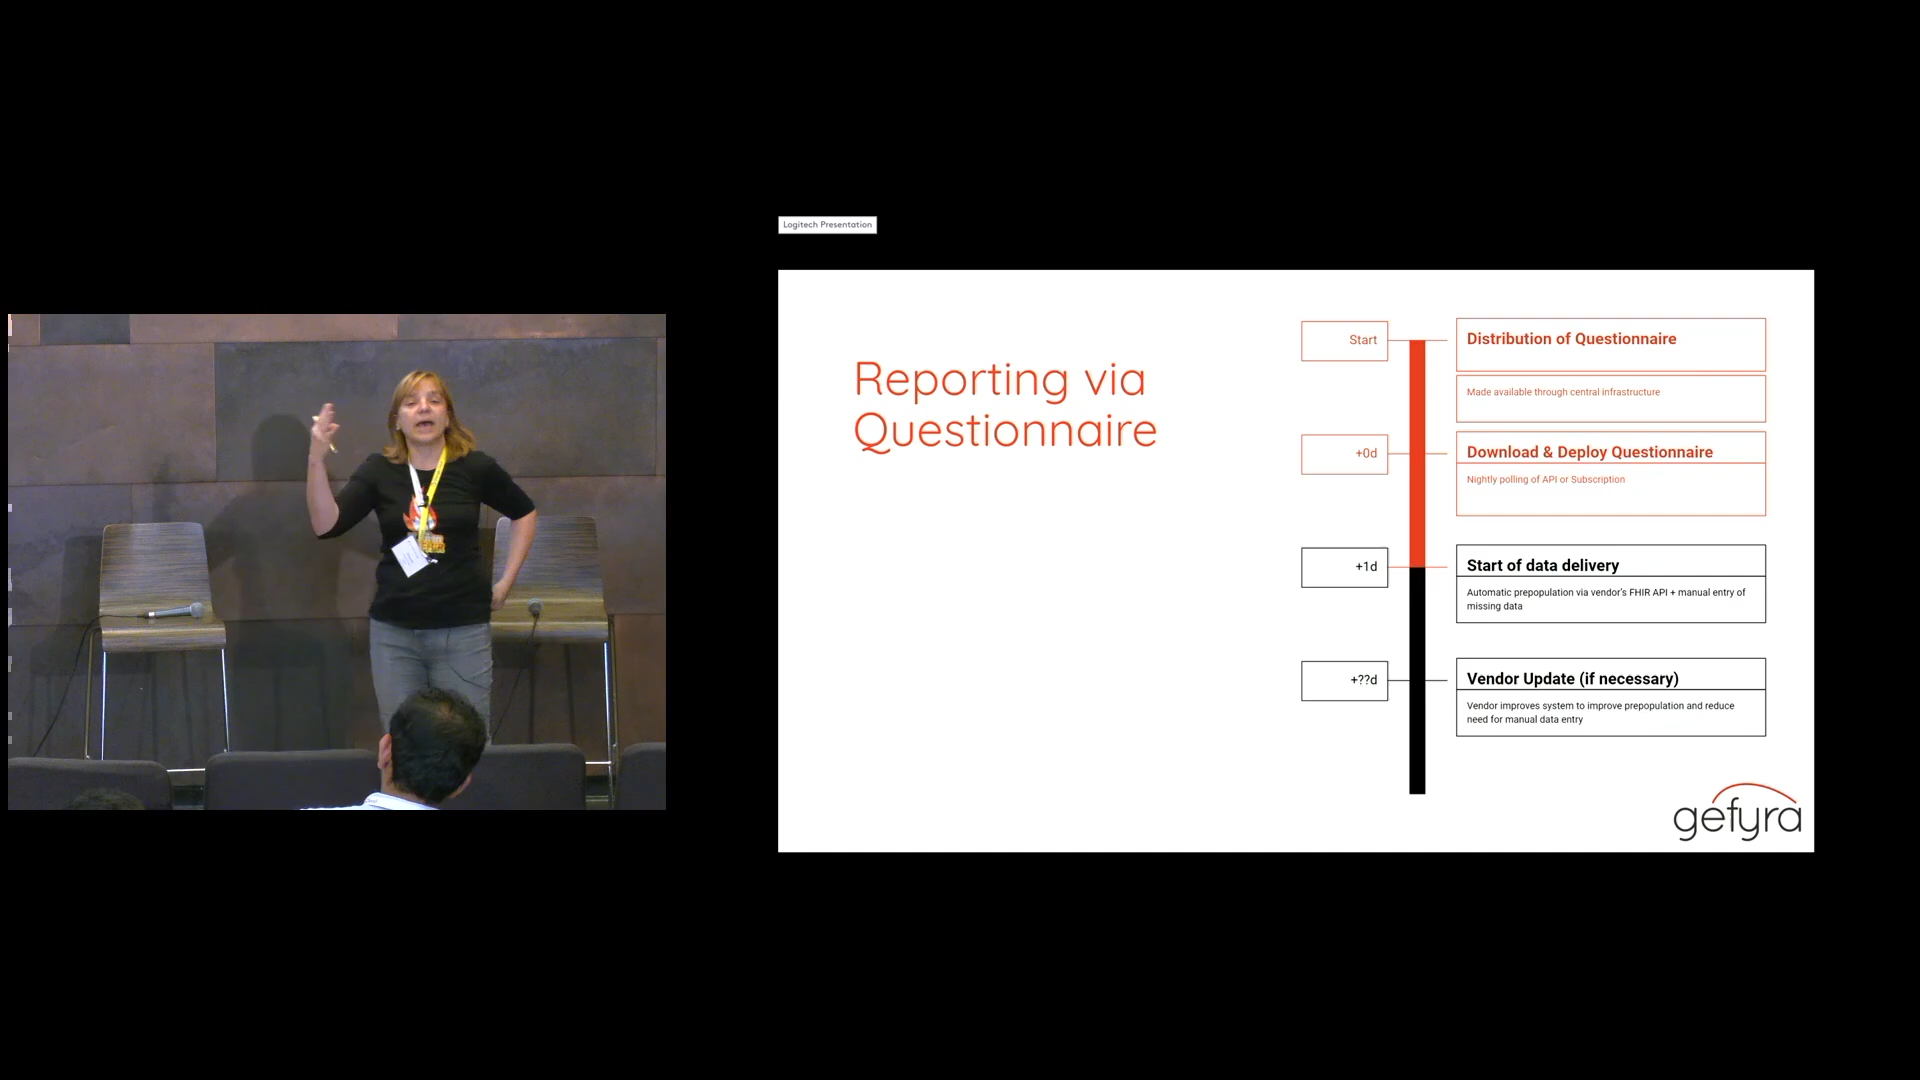 Logitech Presentation
Reporting via
Questionnaire
Start
Distribution of Questionnaire
Made available through central infrastructure
+0d
Download & Deploy Questionnaire
Nightly polling of API or Subscription
+1d
Start of data delivery
Automatic prepopulation via vendor's FHIR API + manual entry of
missing data
+??d
Vendor Update (if necessary)
Vendor improves system to improve prepopulation and reduce
need for manual data entry
gefyra